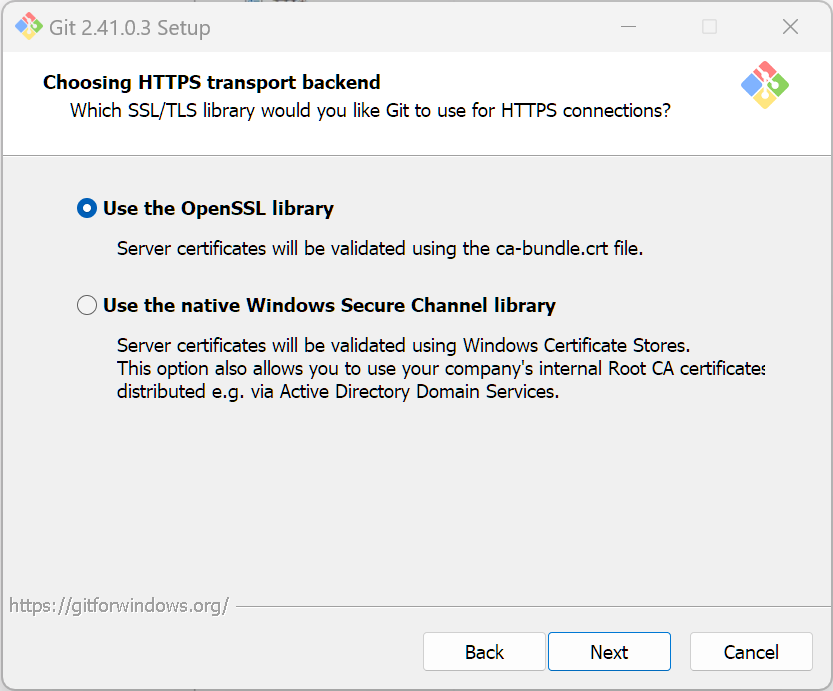 Git 2.41.0.3 Setup
Choosing HTTPS transport backend
Which SSL/TLS library would you like Git to use for HTTPS connections?
Use the OpenSSL library
Server certificates will be validated using the ca-bundle.crt file.
Use the native Windows Secure Channel library
Server certificates will be validated using Windows Certificate Stores.
This option also allows you to use your company's internal Root CA certificates
distributed e.g. via Active Directory Domain Services.
https://gitforwindows.org/
Back Next Cancel